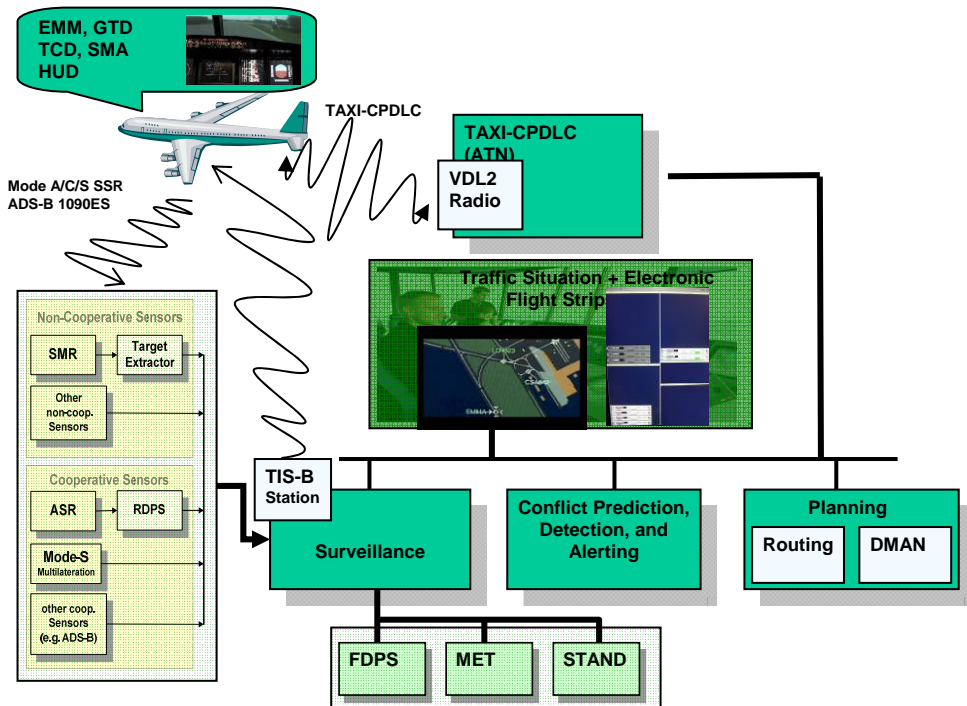 EMM, GTD
TCD, SMA
HUD
TAXI-CPDLC
TAXI-CPDLC
(ATN)
VDL2
Radio
Mode A/C/S SSR
ADS-B 1090ES
Traffic Situation + Electronic
Flight Strip
EMMA
Non-Cooperative Sensors
SMR
Target
Extractor
Other
non-coop.
Sensors
Cooperative Sensors
ASR
RDPS
Mode-S
Multilateration
other coop.
Sensors
(e.g. ADS-B)
TIS-B
Station
Surveillance
Conflict Prediction,
Detection, and
Alerting
Planning
Routing
DMAN
FDPS
MET
STAND